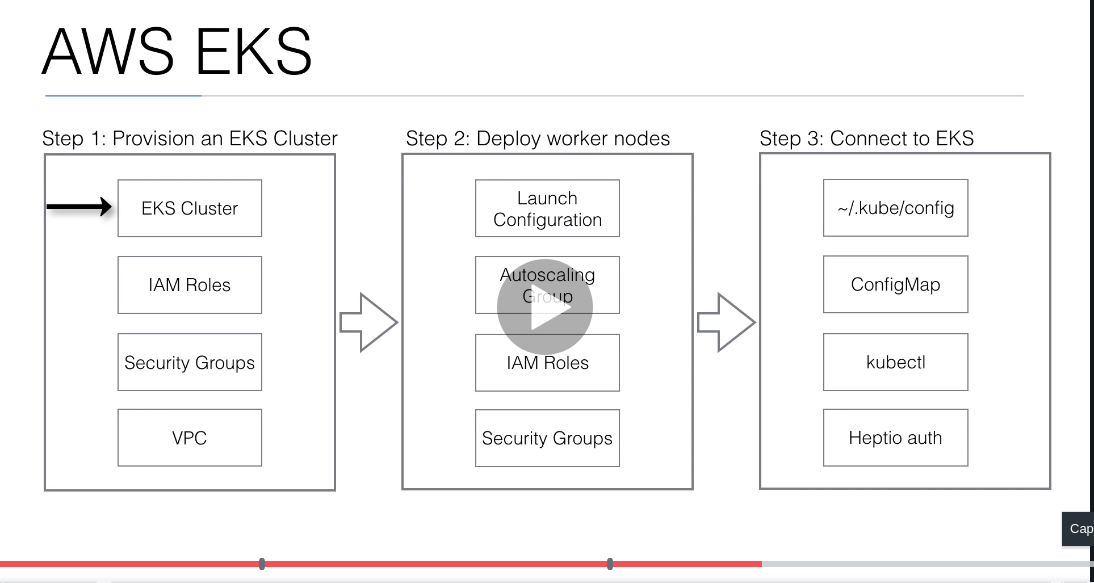 AWS EKS
Step 1: Provision an EKS Cluster
EKS Cluster
IAM Roles
Security Groups
VPC
Step 2: Deploy worker nodes
Launch
Configuration
Autoscaling
Group
IAM Roles
Security Groups
Step 3: Connect to EKS
~/.kube/config
ConfigMap
kubectl
Heptio auth
Cap